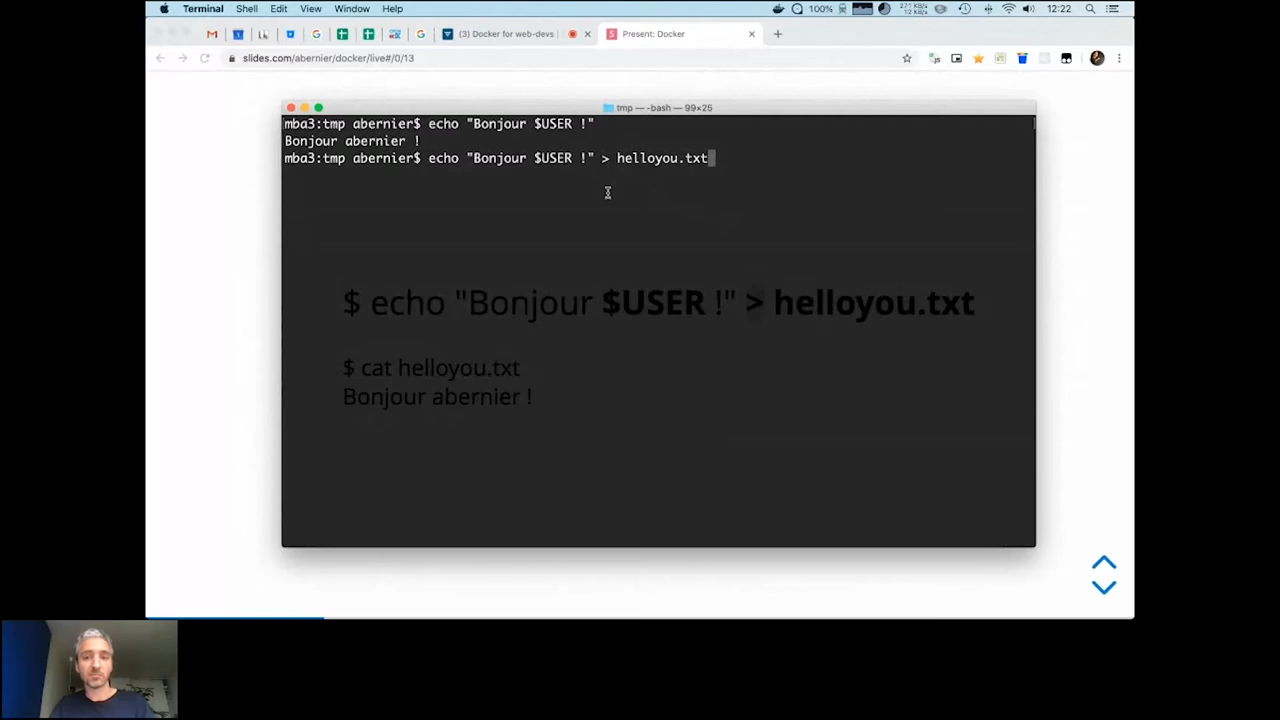 Terminal Shell Edit View Window Help 100% 12:22
(3) Docker for web-devs Present: Docker
slides.com/abernier/docker/live#/0/13
tmp — -bash — 99×25
mba3:tmp abernier$ echo "Bonjour $USER !"
Bonjour abernier !
mba3:tmp abernier$ echo "Bonjour $USER !" > helloyou.txt
$ echo "Bonjour $USER !" > helloyou.txt
$ cat helloyou.txt
Bonjour abernier !